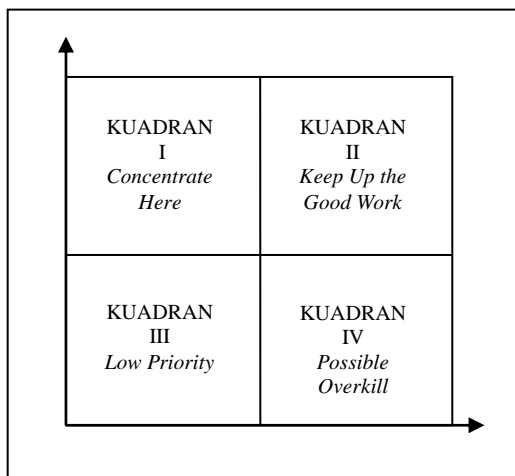 KUADRAN
I
Concentrate
Here
KUADRAN
II
Keep Up the
Good Work
KUADRAN
III
Low Priority
KUADRAN
IV
Possible
Overkill